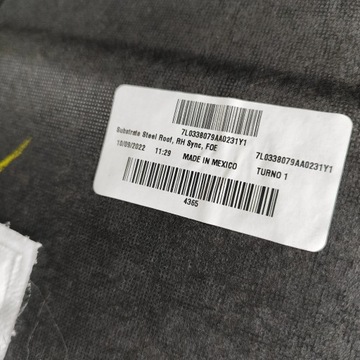 7L0338079AA0231Y1
Substrate Steel Roof, RH Sync, FOE
7L0338079AA0231Y1
10/09/2022 11:29 MADE IN MEXICO TURNO 1
4365